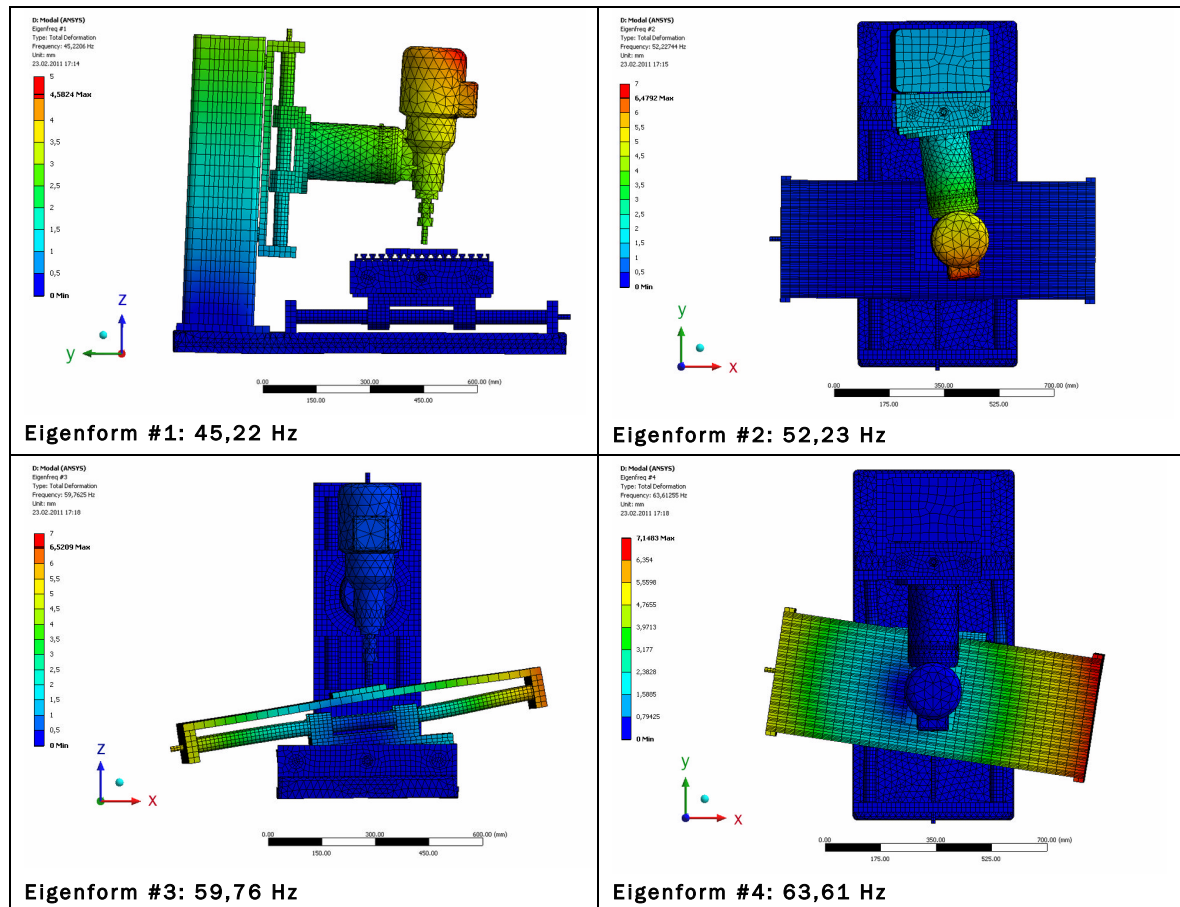 D: Modal (ANSYS)
Eigenfreq #1
Type: Total Deformation
Frequency: 45,2206 Hz
Unit: mm
23.02.2011 17:14
5
4,5824 Max
4
3,5
3
2,5
2
1,5
1
0,5
0 Min
z
y
0.00
300.00
600.00 (mm)
150.00
450.00
Eigenform #1: 45,22 Hz
D: Modal (ANSYS)
Eigenfreq #2
Type: Total Deformation
Frequency: 52,22744 Hz
Unit: mm
23.02.2011 17:15
7
6,4792 Max
6
5,5
5
4,5
4
3,5
3
2,5
2
1,5
1
0,5
0 Min
y
x
0.00
350.00
700.00 (mm)
175.00
525.00
Eigenform #2: 52,23 Hz
D: Modal (ANSYS)
Eigenfreq #3
Type: Total Deformation
Frequency: 59,7625 Hz
Unit: mm
23.02.2011 17:18
7
6,5209 Max
6
5,5
5
4,5
4
3,5
3
2,5
2
1,5
1
0,5
0 Min
z
x
0.00
300.00
600.00 (mm)
150.00
450.00
Eigenform #3: 59,76 Hz
D: Modal (ANSYS)
Eigenfreq #4
Type: Total Deformation
Frequency: 63,61255 Hz
Unit: mm
23.02.2011 17:18
7,1483 Max
6,354
5,5598
4,7655
3,9713
3,177
2,3828
1,5885
0,79425
0 Min
y
x
0.00
350.00
700.00 (mm)
175.00
525.00
Eigenform #4: 63,61 Hz